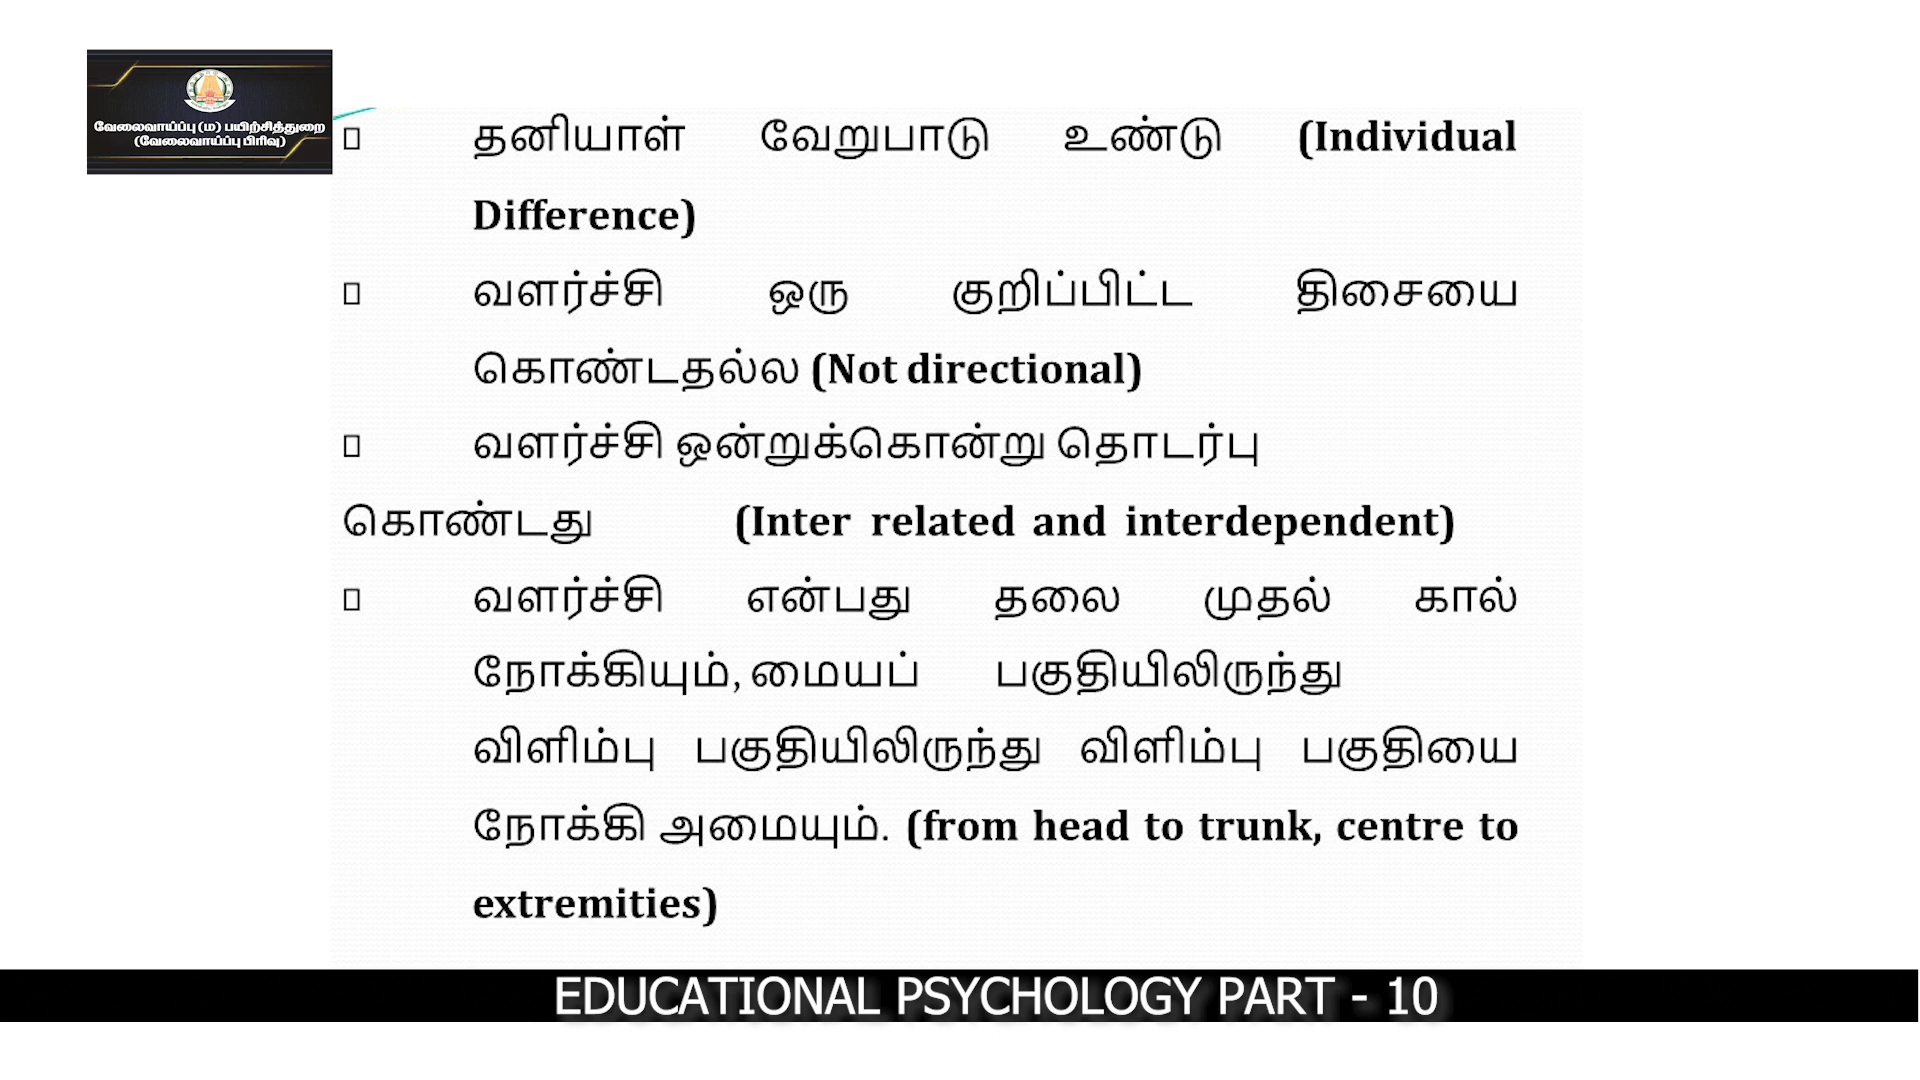 வேலைவாய்ப்பு (ம) பயிற்சித்துறை
(வேலைவாய்ப்பு பிரிவு)
தனியாள் வேறுபாடு உண்டு (Individual
Difference)
வளர்ச்சி ஒரு குறிப்பிட்ட திசையை
கொண்டதல்ல (Not directional)
வளர்ச்சி ஒன்றுக்கொன்று தொடர்பு
கொண்டது (Inter related and interdependent)
வளர்ச்சி என்பது தலை முதல் கால்
நோக்கியும், மையப் பகுதியிலிருந்து
விளிம்பு பகுதியிலிருந்து விளிம்பு பகுதியை
நோக்கி அமையும். (from head to trunk, centre to
extremities)
EDUCATIONAL PSYCHOLOGY PART - 10